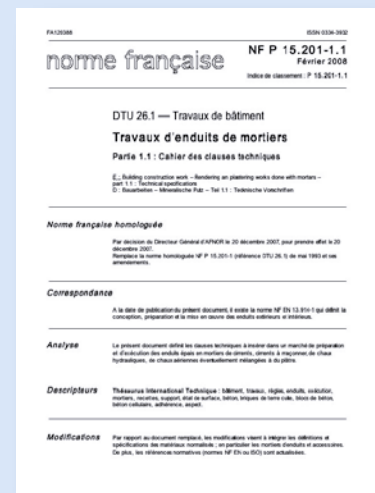 FA128388 ISSN 0335-3932
norme française
NF P 15.201-1.1
Février 2008
Indice de classement : P 15.201-1.1
DTU 26.1 — Travaux de bâtiment
Travaux d'enduits de mortiers
Partie 1.1 : Cahier des clauses techniques
E : Building construction work – Rendering an plastering works done with mortars –
part 1.1 : Technical specifications
D : Bauarbeiten – Mineralische Putz – Teil 1.1 : Technische Vorschriften
Norme française homologuée
Par décision du Directeur Général d'AFNOR le 20 décembre 2007, pour prendre effet le 20
décembre 2007.
Remplace la norme homologuée NF P 15.201-1 (référence DTU 26.1) de mai 1993 et ses
amendements.
Correspondance
A la date de publication du présent document, il existe la norme NF EN 13.914-1 qui définit la
conception, préparation et la mise en œuvre des enduits extérieurs et intérieurs.
Analyse
Le présent document définit les clauses techniques à insérer dans un marché de préparation
et d'exécution des enduits épais en mortiers de ciments, ciments à maçonner, de chaux
hydrauliques, de chaux aériennes éventuellement mélangées à du plâtre.
Descripteurs
Thésaurus International Technique : bâtiment, travaux, règles, enduits, exécution,
mortiers, recettes, support, état de surface, béton, briques de terre cuite, blocs de béton,
béton cellulaire, adhérence, aspect.
Modifications
Par rapport au document remplacé, les modifications visent à intégrer les définitions et
spécifications des matériaux normalisés ; en particulier les mortiers d'enduits et accessoires.
De plus, les références normatives (normes NF EN ou ISO) sont actualisées.